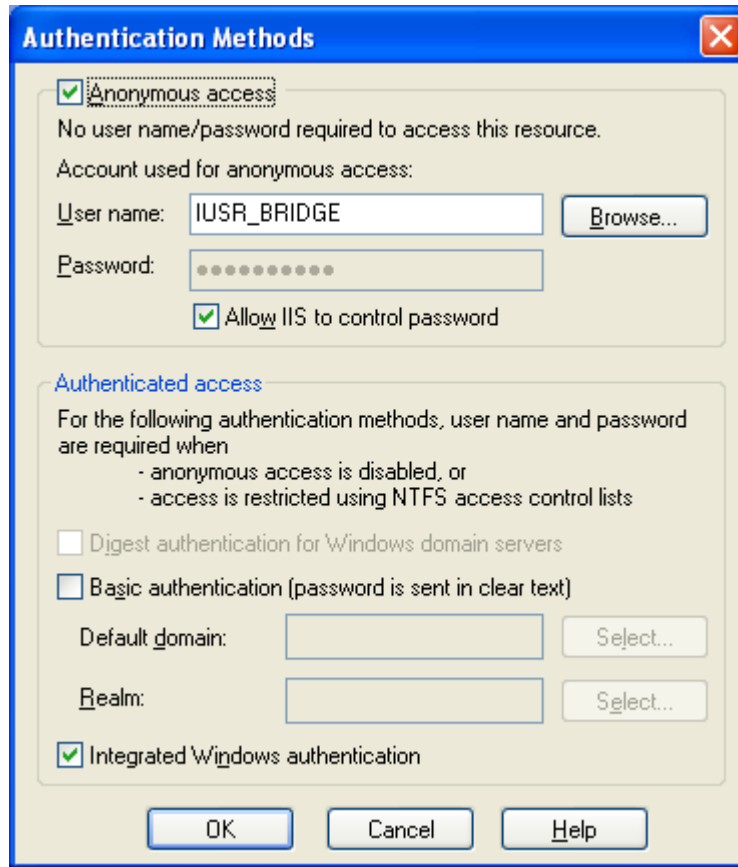 Authentication Methods
Anonymous access
No user name/password required to access this resource.
Account used for anonymous access:
User name: IUSR_BRIDGE Browse...
Password: ●●●●●●●●●●
Allow IIS to control password
Authenticated access
For the following authentication methods, user name and password
are required when
- anonymous access is disabled, or
- access is restricted using NTFS access control lists
Digest authentication for Windows domain servers
Basic authentication (password is sent in clear text)
Default domain: Select...
Realm: Select...
Integrated Windows authentication
OK Cancel Help